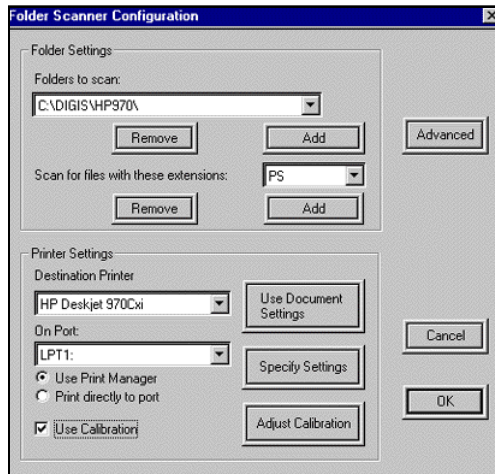 Folder Scanner Configuration
Folder Settings
Folders to scan:
C:\DIGIS\HP970\
Remove Add Advanced
Scan for files with these extensions: PS
Remove Add
Printer Settings
Destination Printer
HP Deskjet 970Cxi
Use Document
Settings
On Port:
LPT1:
Cancel
Use Print Manager
Specify Settings
Print directly to port
OK
Use Calibration
Adjust Calibration